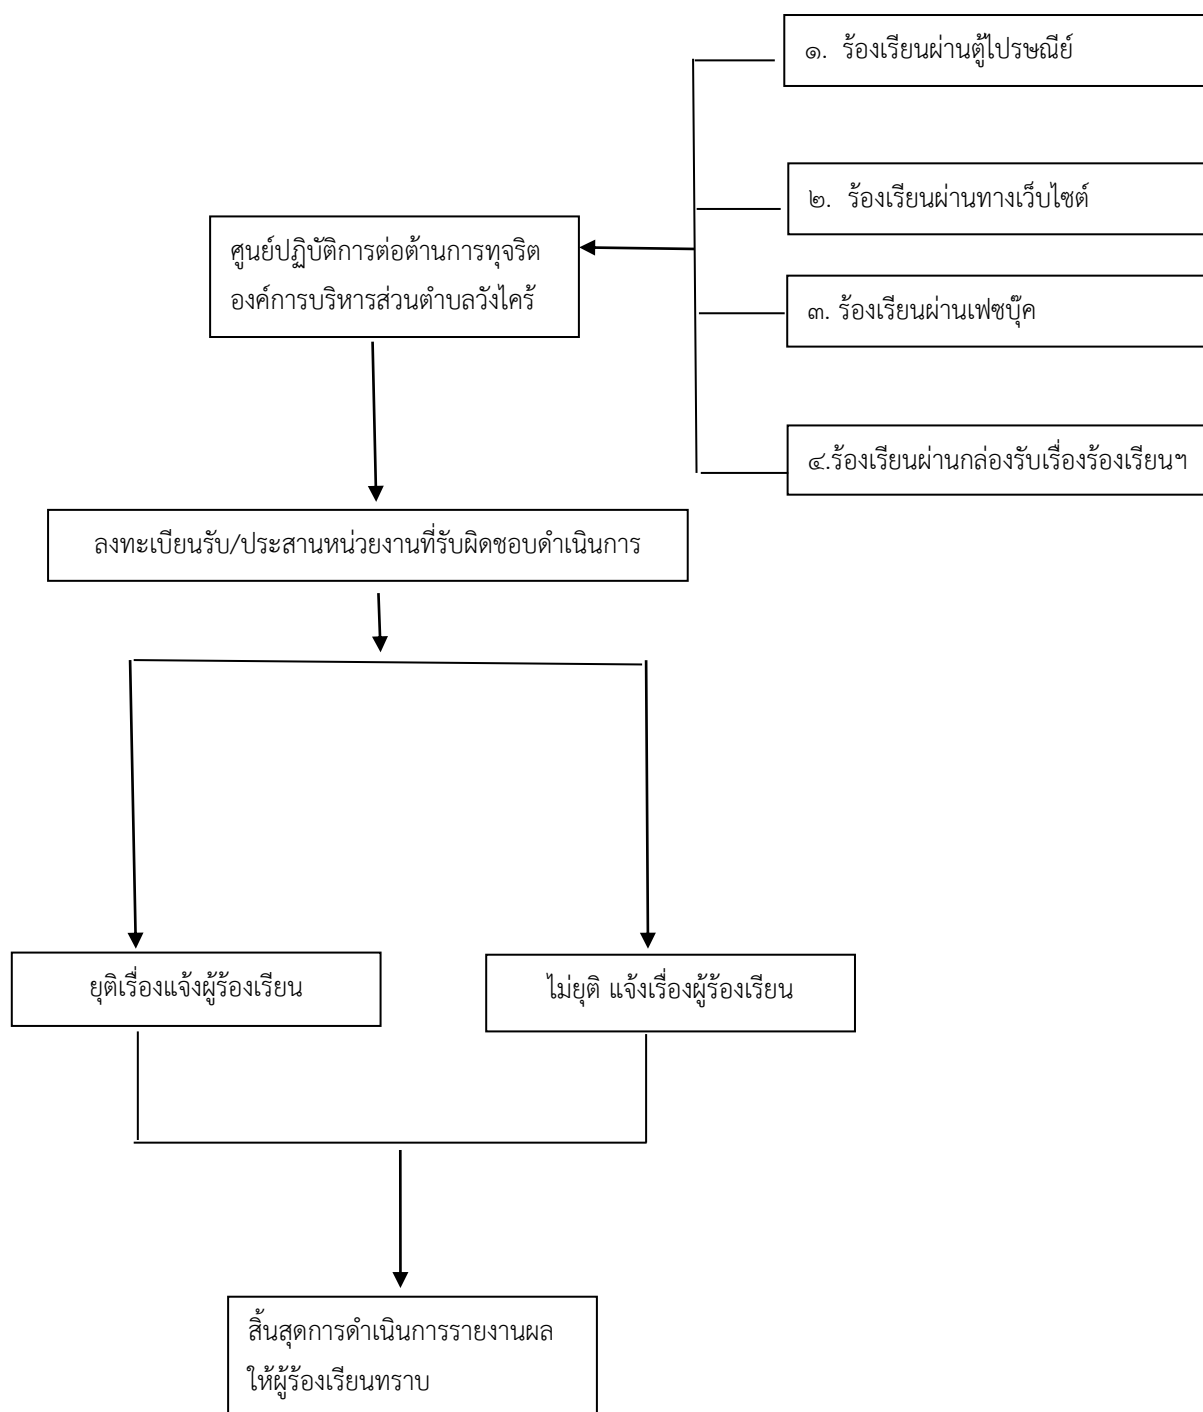 ๑. ร้องเรียนผ่านตู้ไปรษณีย์
๒. ร้องเรียนผ่านทางเว็บไซต์
ศูนย์ปฏิบัติการต่อต้านการทุจริต
องค์การบริหารส่วนตำบลวังไคร้
๓. ร้องเรียนผ่านเฟซบุ๊ค
๔.ร้องเรียนผ่านกล่องรับเรื่องร้องเรียนฯ
ลงทะเบียนรับ/ประสานหน่วยงานที่รับผิดชอบดำเนินการ
ยุติเรื่องแจ้งผู้ร้องเรียน
ไม่ยุติ แจ้งเรื่องผู้ร้องเรียน
สิ้นสุดการดำเนินการรายงานผล
ให้ผู้ร้องเรียนทราบ